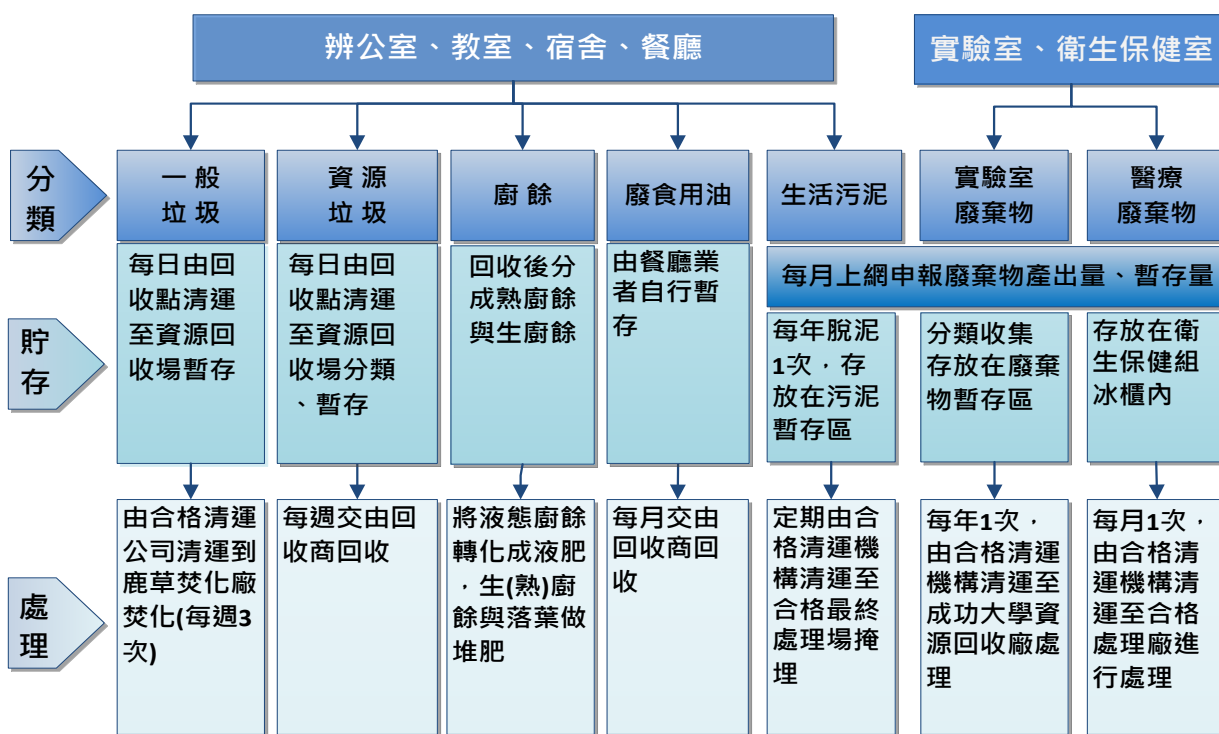 辦公室、教室、宿舍、餐廳
實驗室、衛生保健室
分
類
一 般
垃 圾
資 源
垃 圾
廚 餘
廢食用油
生活污泥
實驗室
廢棄物
醫療
廢棄物
每月上網申報廢棄物產出量、暫存量
貯
存
每日由回
收點清運
至資源回
收場暫存
每日由回
收點清運
至資源回
收場分類
、暫存
回收後分
成熟廚餘
與生廚餘
由餐廳業
者自行暫
存
每年脫泥
1次，存
放在污泥
暫存區
分類收集
存放在廢棄
物暫存區
存放在衛
生保健組
冰櫃內
處
理
由合格清運
公司清運到
鹿草焚化廠
焚化(每週3
次)
每週交由回
收商回收
將液態廚餘
轉化成液肥
，生(熟)廚
餘與落葉做
堆肥
每月交由
回收商回
收
定期由合
格清運機
構清運至
合格最終
處理場掩
埋
每年1次，
由合格清運
機構清運至
成功大學資
源回收廠處
理
每月1次，
由合格清
運機構清
運至合格
處理廠進
行處理